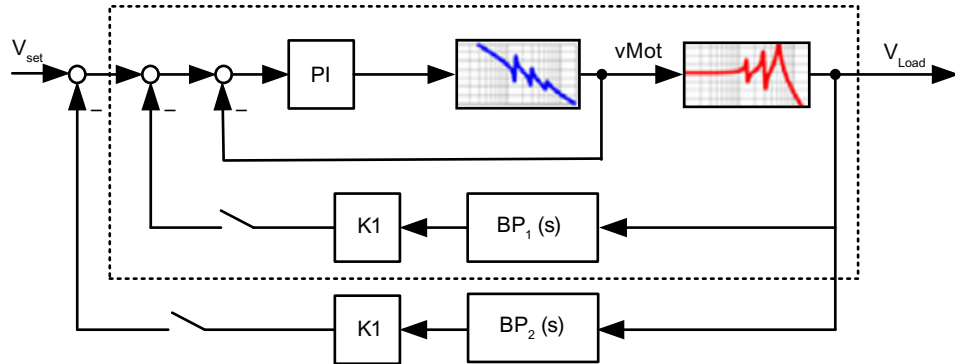 V_set
PI
vMot
V_Load
K1
BP_1 (s)
K1
BP_2 (s)
–
–
–
–